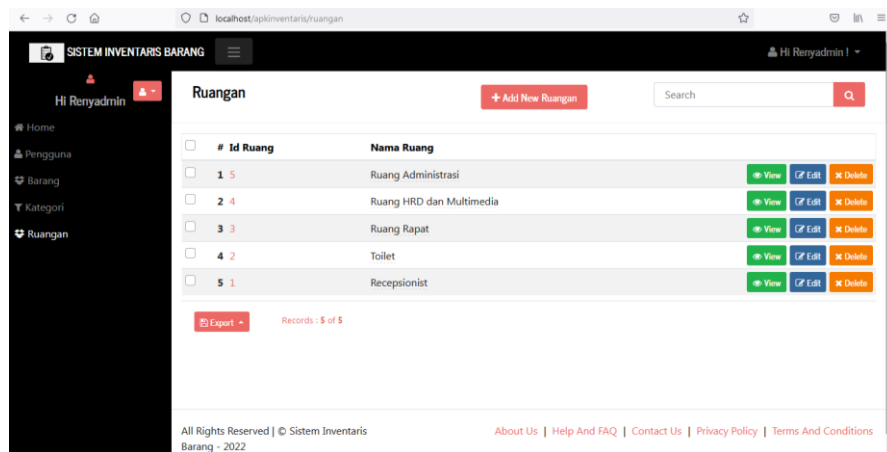 localhost/apkinventaris/ruangan
SISTEM INVENTARIS BARANG
Hi Renyadmin !
Hi Renyadmin
Home
Pengguna
Barang
Kategori
Ruangan
Ruangan
+ Add New Ruangan
Search
# Id Ruang Nama Ruang
1 5 Ruang Administrasi View Edit Delete
2 4 Ruang HRD dan Multimedia View Edit Delete
3 3 Ruang Rapat View Edit Delete
4 2 Toilet View Edit Delete
5 1 Recepsionist View Edit Delete
Export
Records : 5 of 5
All Rights Reserved | © Sistem Inventaris
Barang - 2022
About Us | Help And FAQ | Contact Us | Privacy Policy | Terms And Conditions